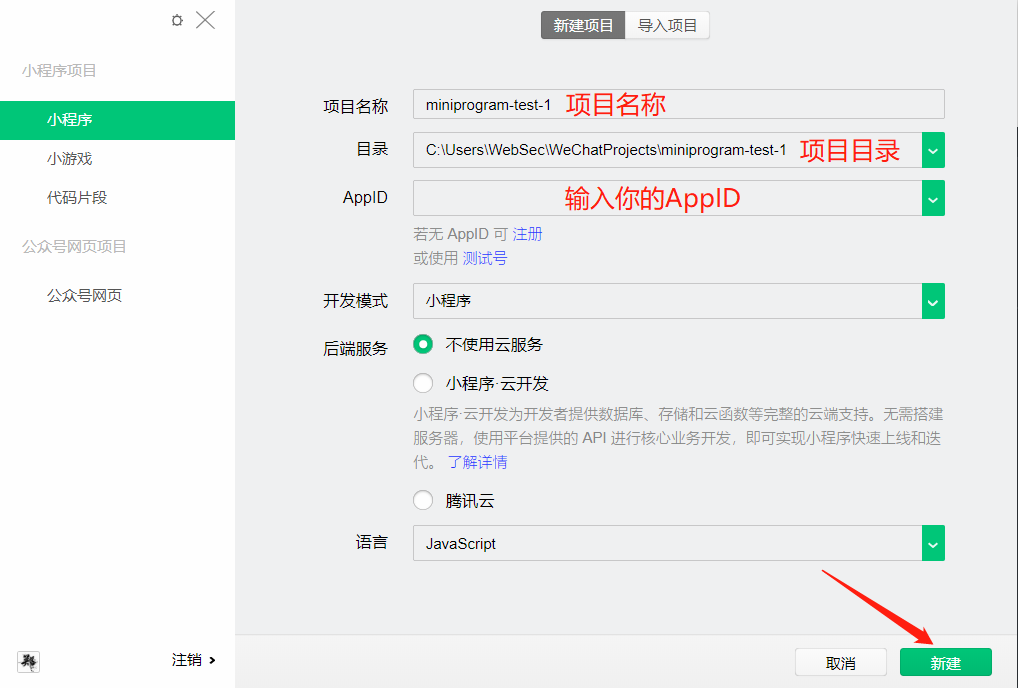 新建项目 导入项目
小程序项目
小程序
小游戏
代码片段
公众号网页项目
公众号网页
项目名称 miniprogram-test-1 项目名称
目录 C:\Users\WebSec\WeChatProjects\miniprogram-test-1 项目目录
AppID 输入你的AppID
若无 AppID 可 注册
或使用 测试号
开发模式 小程序
后端服务 不使用云服务
小程序·云开发
小程序·云开发为开发者提供数据库、存储和云函数等完整的云端支持。无需搭建
服务器，使用平台提供的 API 进行核心业务开发，即可实现小程序快速上线和迭
代。 了解详情
腾讯云
语言 JavaScript
注销 取消 新建